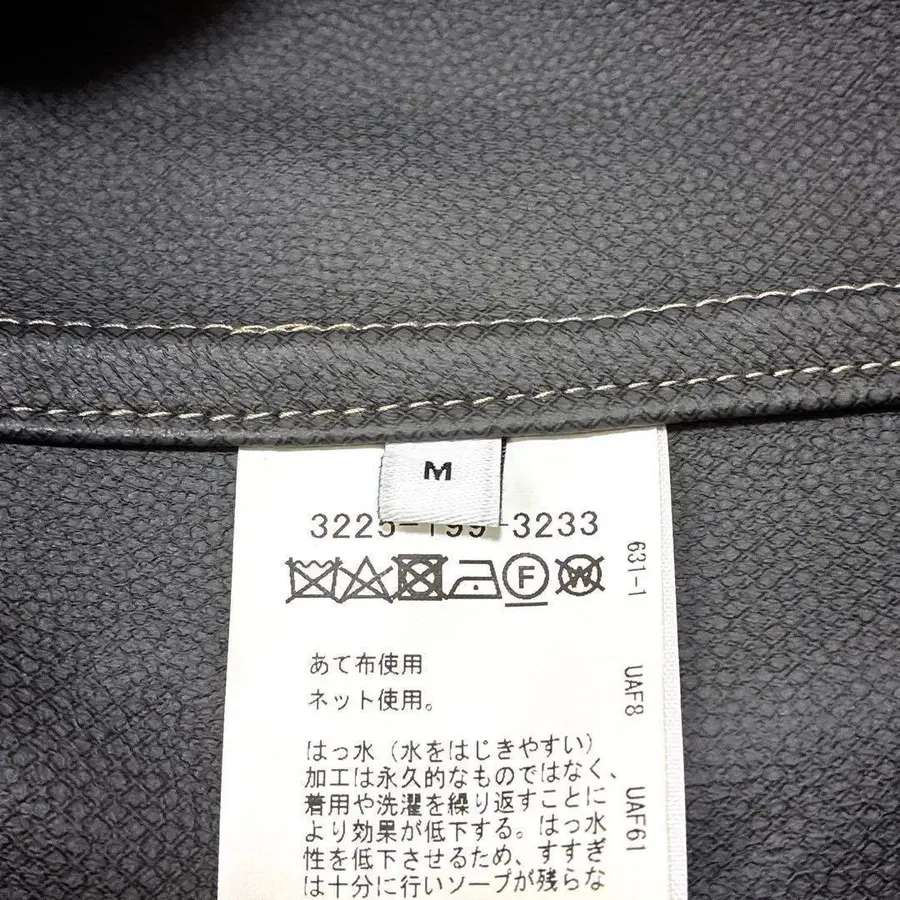 M
3225-199-3233
F
W
あて布使用
ネット使用。
はっ水（水をはじきやすい）
加工は永久的なものではなく、
着用や洗濯を繰り返すことに
より効果が低下する。はっ水
性を低下させるため、すすぎ
は十分に行いソープが残らな
631-1
UAF8
UAF61